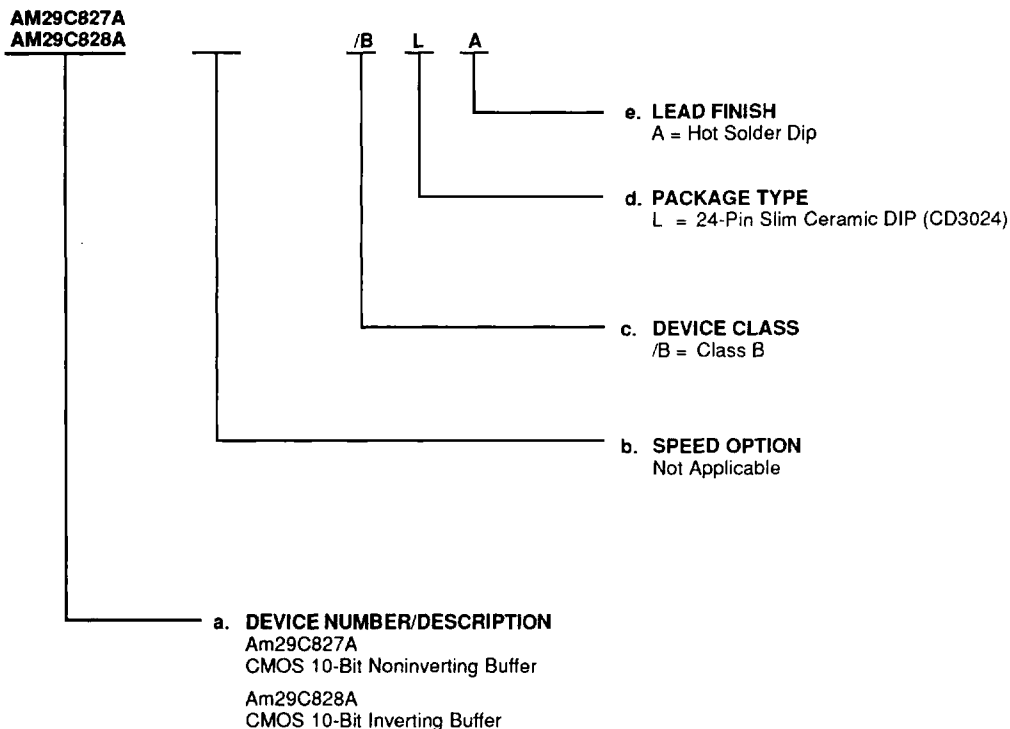 AM29C827A
AM29C828A
/B L A
e. LEAD FINISH
A = Hot Solder Dip
d. PACKAGE TYPE
L = 24-Pin Slim Ceramic DIP (CD3024)
c. DEVICE CLASS
/B = Class B
b. SPEED OPTION
Not Applicable
a. DEVICE NUMBER/DESCRIPTION
Am29C827A
CMOS 10-Bit Noninverting Buffer
Am29C828A
CMOS 10-Bit Inverting Buffer